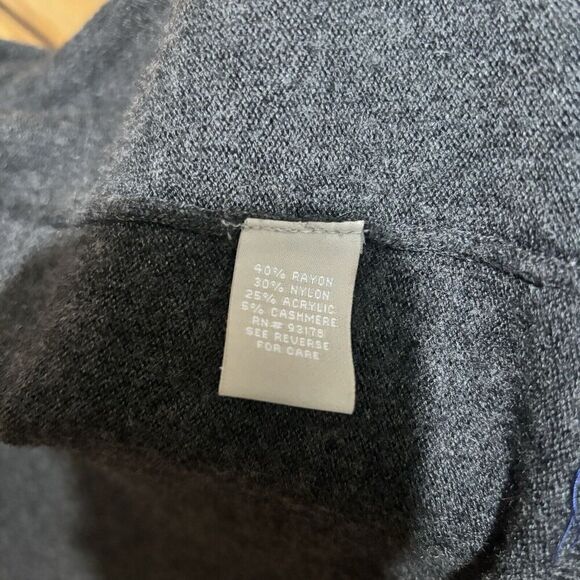 40% RAYON
30% NYLON
25% ACRYLIC
5% CASHMERE
RN# 93178
SEE REVERSE
FOR CARE